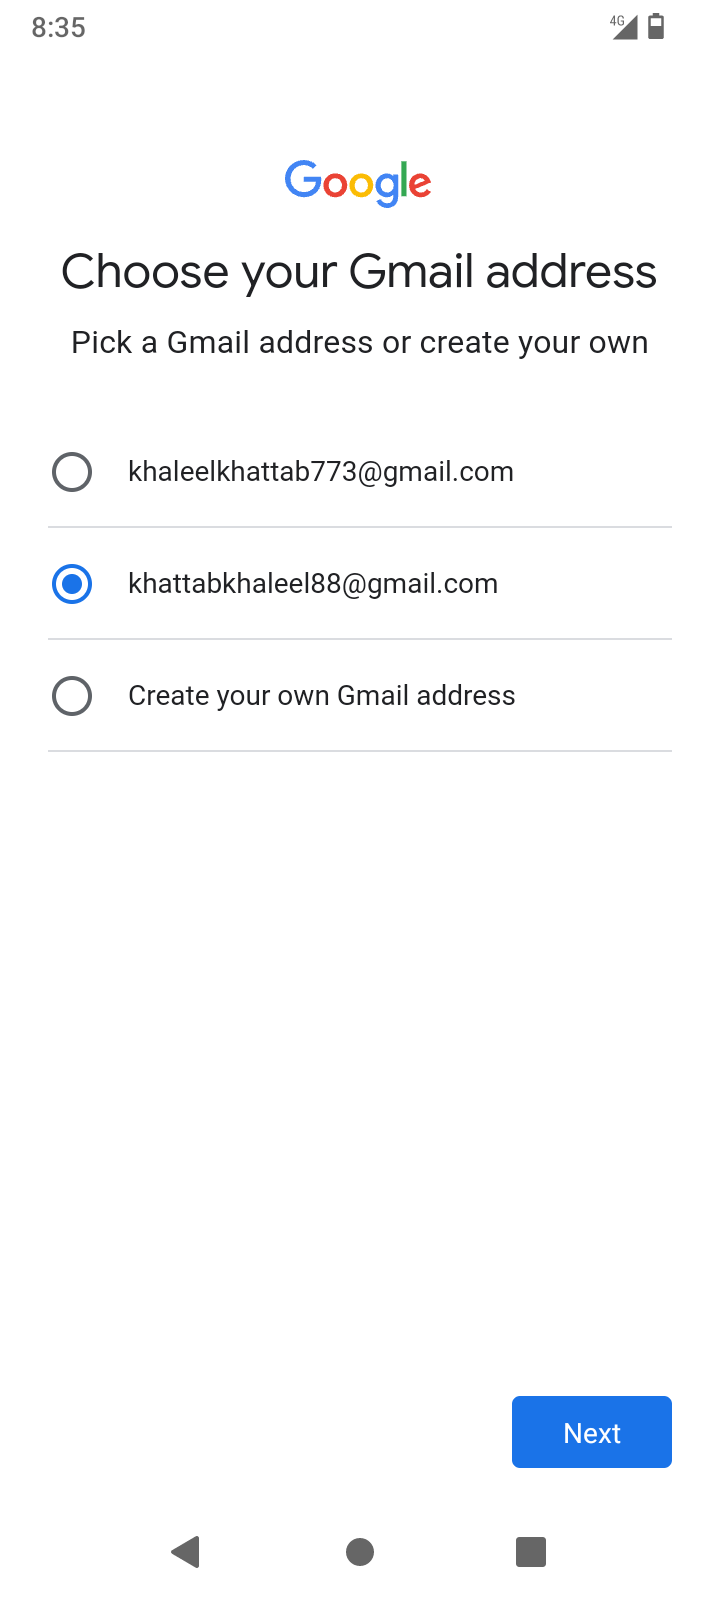 8:35
4G
Google
Choose your Gmail address
Pick a Gmail address or create your own
khaleelkhattab773@gmail.com
khattabkhaleel88@gmail.com
Create your own Gmail address
Next